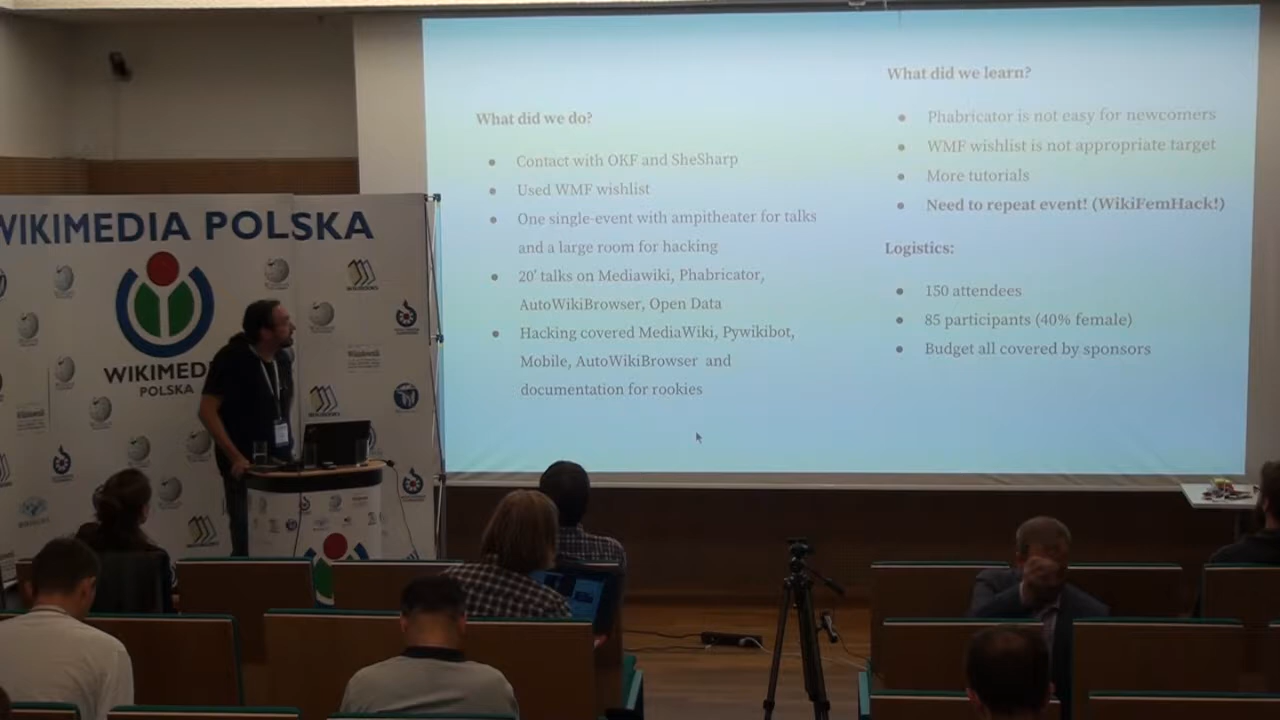 WIKIMEDIA POLSKA
WIKIMED
POLSKA
What did we do?
Contact with OKF and SheSharp
Used WMF wishlist
One single-event with ampitheater for talks
and a large room for hacking
20' talks on Mediawiki, Phabricator,
AutoWikiBrowser, Open Data
Hacking covered MediaWiki, Pywikibot,
Mobile, AutoWikiBrowser and
documentation for rookies
What did we learn?
Phabricator is not easy for newcomers
WMF wishlist is not appropriate target
More tutorials
Need to repeat event! (WikiFemHack!)
Logistics:
150 attendees
85 participants (40% female)
Budget all covered by sponsors